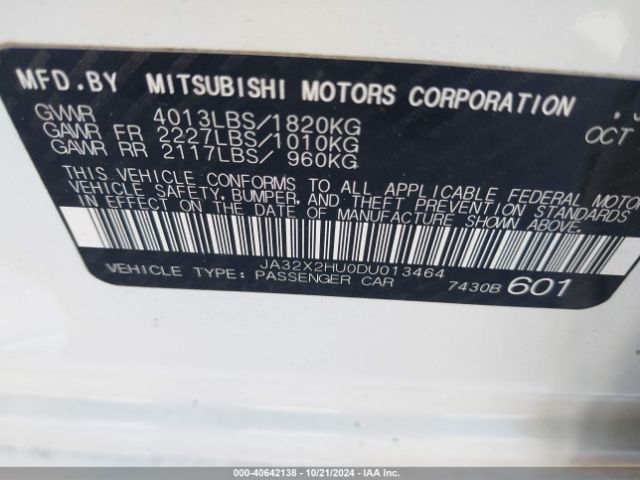 MFD.BY MITSUBISHI MOTORS CORPORATION
OCT
GVWR 4013LBS/1820KG
GAWR FR 2227LBS/1010KG
GAWR RR 2117LBS/ 960KG
THIS VEHICLE CONFORMS TO ALL APPLICABLE FEDERAL MOTOR
VEHICLE SAFETY, BUMPER, AND THEFT PREVENTION STANDARDS
IN EFFECT ON THE DATE OF MANUFACTURE SHOWN ABOVE.
JA32X2HU0DU013464
VEHICLE TYPE: PASSENGER CAR 7430B 601
000-40642138 - 10/21/2024 - IAA Inc.